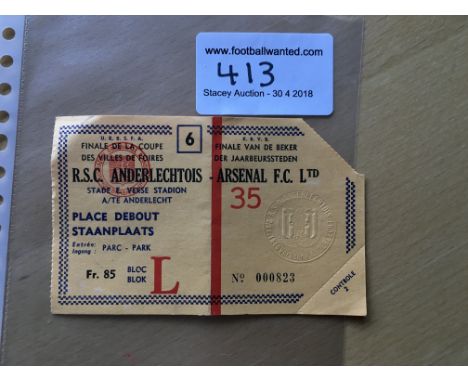 www.footballwanted.com
413
Stacey Auction - 30 4 2018
U.R.B.S.F.A.
6
K.B.V.B.
FINALE DE LA COUPE
DES VILLES DE FOIRES
FINALE VAN DE BEKER
DER JAARBEURSSTEDEN
R.S.C. ANDERLECHTOIS - ARSENAL F.C. LTD
STADE E. VERSE STADION
A/TE ANDERLECHT
35
PLACE DEBOUT
STAANPLAATS
Entrée:
Ingang:
PARC - PARK
Fr. 85
BLOC
BLOK
L
No 000823
CONTROLE
2